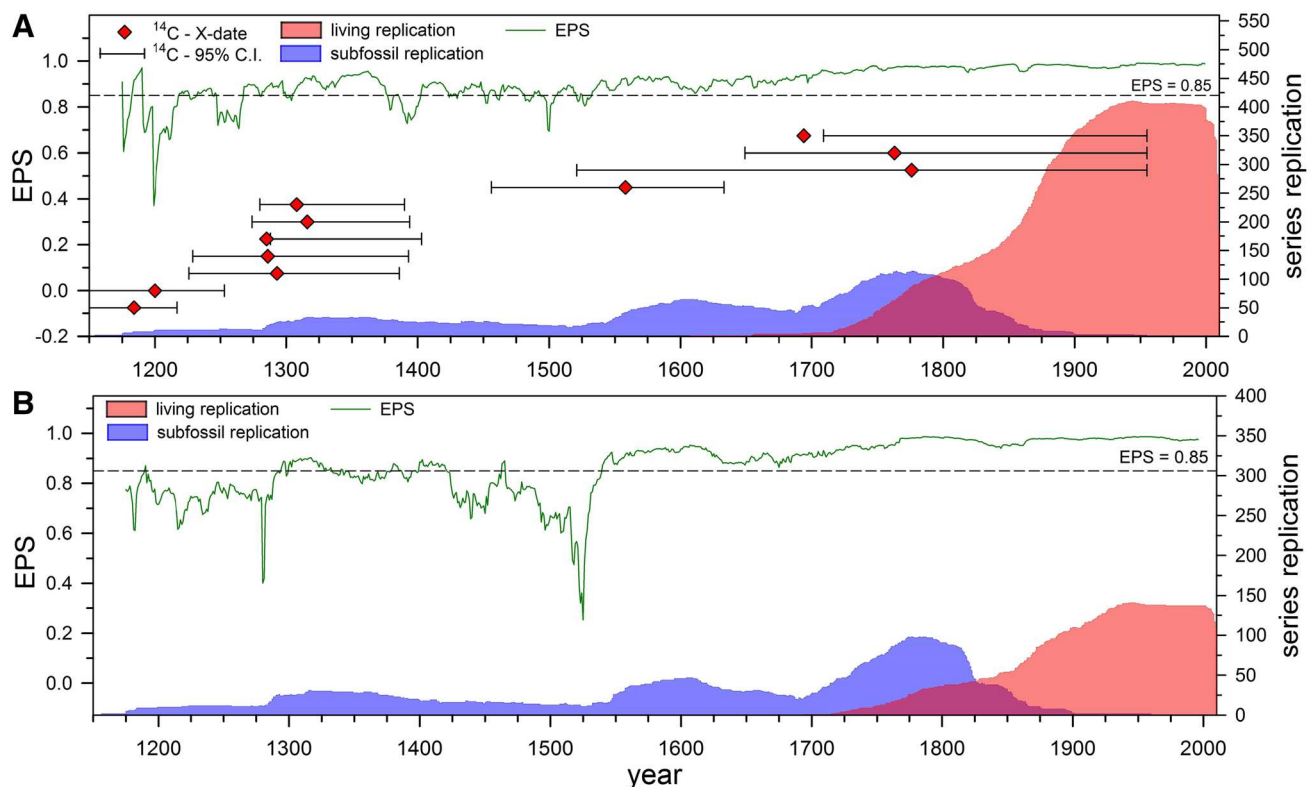 A
¹⁴C - X-date
¹⁴C - 95% C.I.
living replication
subfossil replication
EPS
EPS = 0.85
EPS
1.0
0.8
0.6
0.4
0.2
0.0
-0.2
550
500
450
400
350
300
250
200
150
100
50
0
series replication
1200 1300 1400 1500 1600 1700 1800 1900 2000
B
living replication
subfossil replication
EPS
EPS = 0.85
EPS
1.0
0.8
0.6
0.4
0.2
0.0
400
350
300
250
200
150
100
50
0
series replication
1200 1300 1400 1500 1600 1700 1800 1900 2000
year